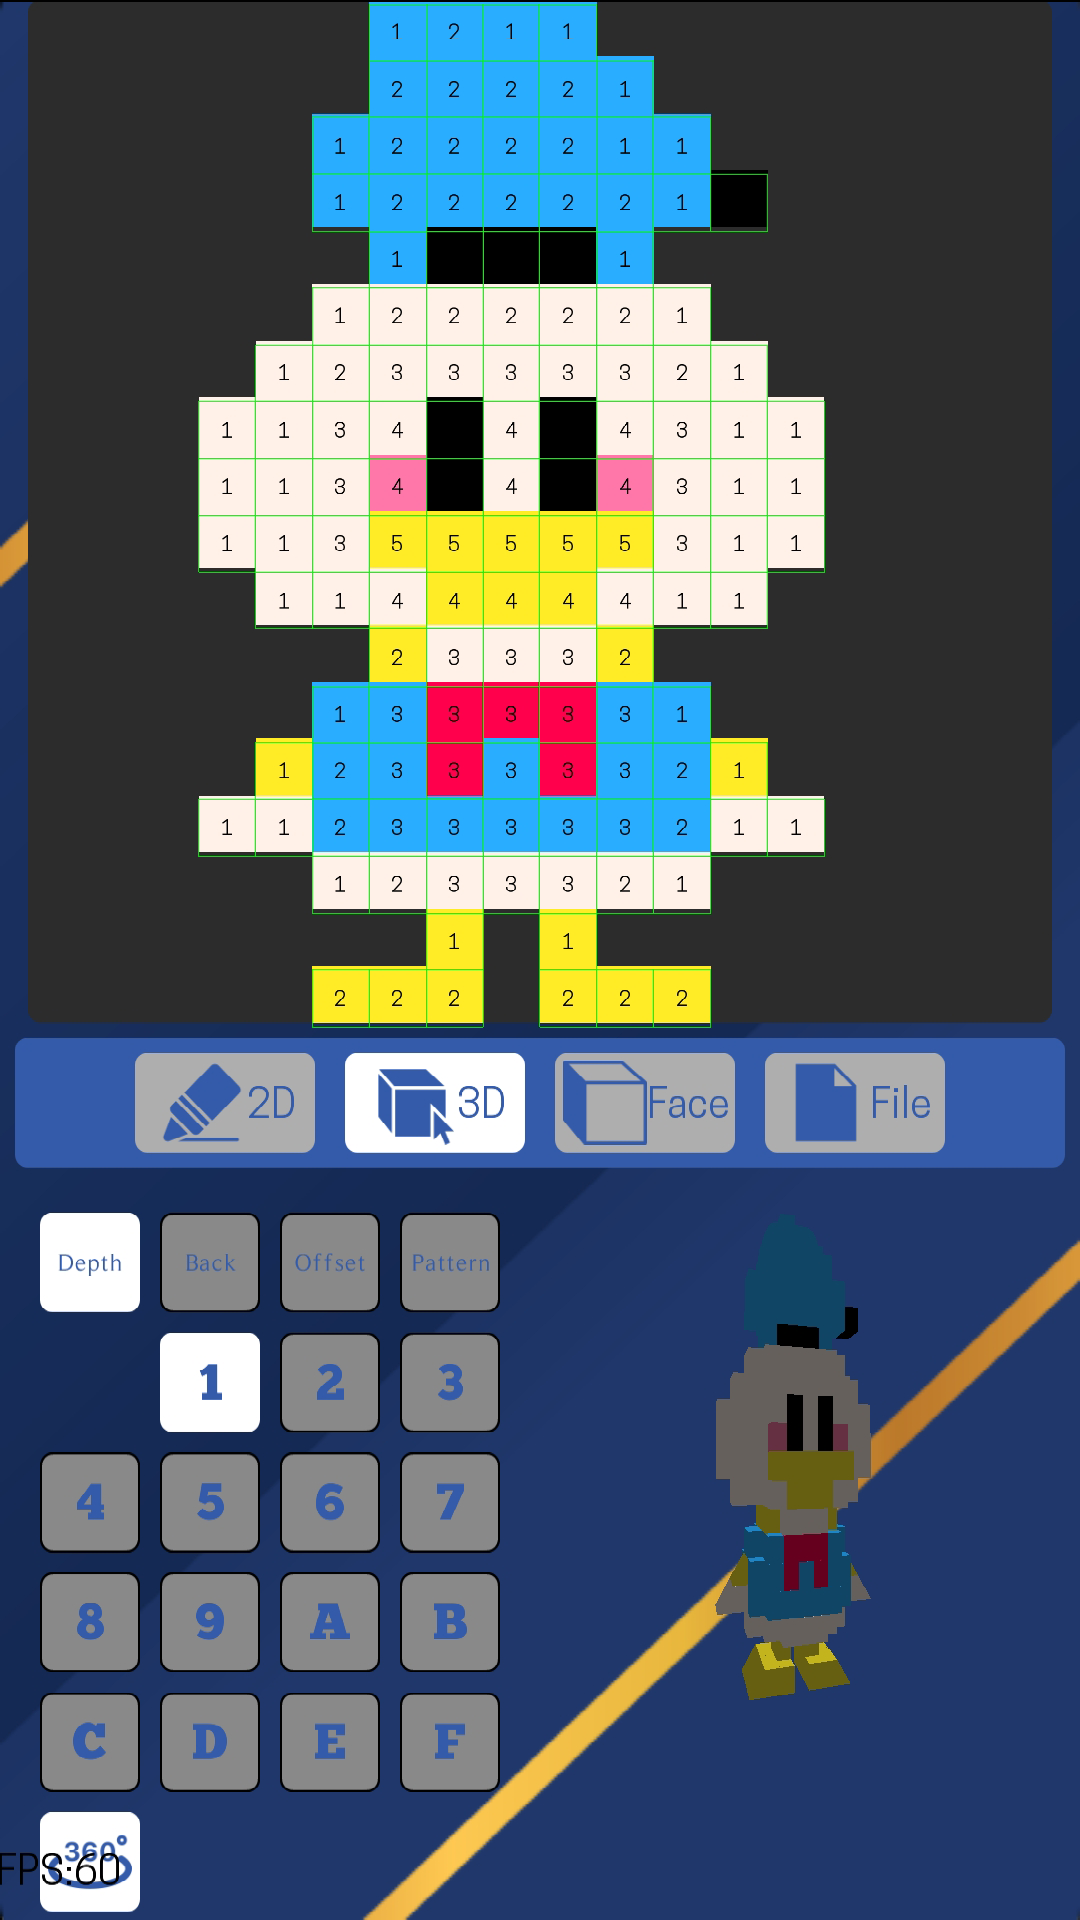 1 2 1 1
2 2 2 2 1
1 2 2 2 2 1 1
1 2 2 2 2 2 1
1 1
1 2 2 2 2 2 1
1 2 3 3 3 3 3 2 1
1 1 3 4 4 4 3 1 1
1 1 3 4 4 4 3 1 1
1 1 3 5 5 5 5 5 3 1 1
1 1 4 4 4 4 4 1 1
2 3 3 3 2
1 3 3 3 3 3 1
1 2 3 3 3 3 3 2 1
1 1 2 3 3 3 3 3 2 1 1
1 2 3 3 3 2 1
1 1
2 2 2 2 2 2
2D 3D Face File
Depth Back Offset Pattern
1 2 3
4 5 6 7
8 9 A B
C D E F
360°
FPS:60